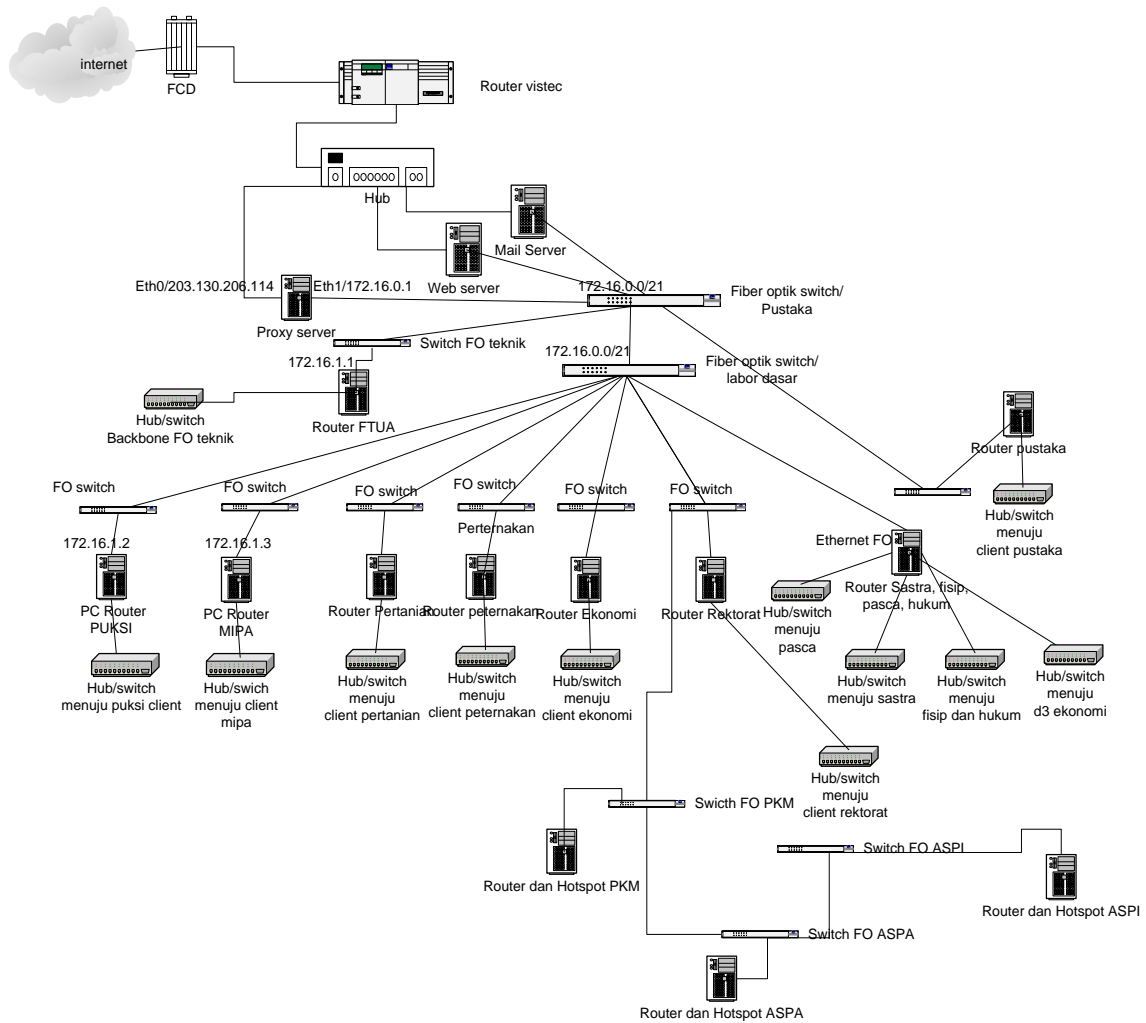 internet
FCD
Router vistec
Hub
Mail Server
Web server
Eth0/203.130.206.114
Eth1/172.16.0.1
Proxy server
172.16.0.0/21
Fiber optik switch/
Pustaka
Switch FO teknik
172.16.0.0/21
Fiber optik switch/
labor dasar
172.16.1.1
Router FTUA
Hub/switch
Backbone FO teknik
Router pustaka
Hub/switch
menuju
client pustaka
FO switch
FO switch
FO switch
FO switch
Perternakan
FO switch
FO switch
Ethernet FO
172.16.1.2
172.16.1.3
PC Router
PUKSI
PC Router
MIPA
Router Pertanian
Router peternakan
Router Ekonomi
Router Rektorat
Hub/switch
menuju
pasca
Router Sastra, fisip,
pasca, hukum
Hub/switch
menuju puksi client
Hub/swich
menuju client
mipa
Hub/switch
menuju
client pertanian
Hub/switch
menuju
client peternakan
Hub/switch
menuju
client ekonomi
Hub/switch
menuju sastra
Hub/switch
menuju
fisip dan hukum
Hub/switch
menuju
d3 ekonomi
Hub/switch
menuju
client rektorat
Swicth FO PKM
Router dan Hotspot PKM
Switch FO ASPI
Router dan Hotspot ASPI
Switch FO ASPA
Router dan Hotspot ASPA